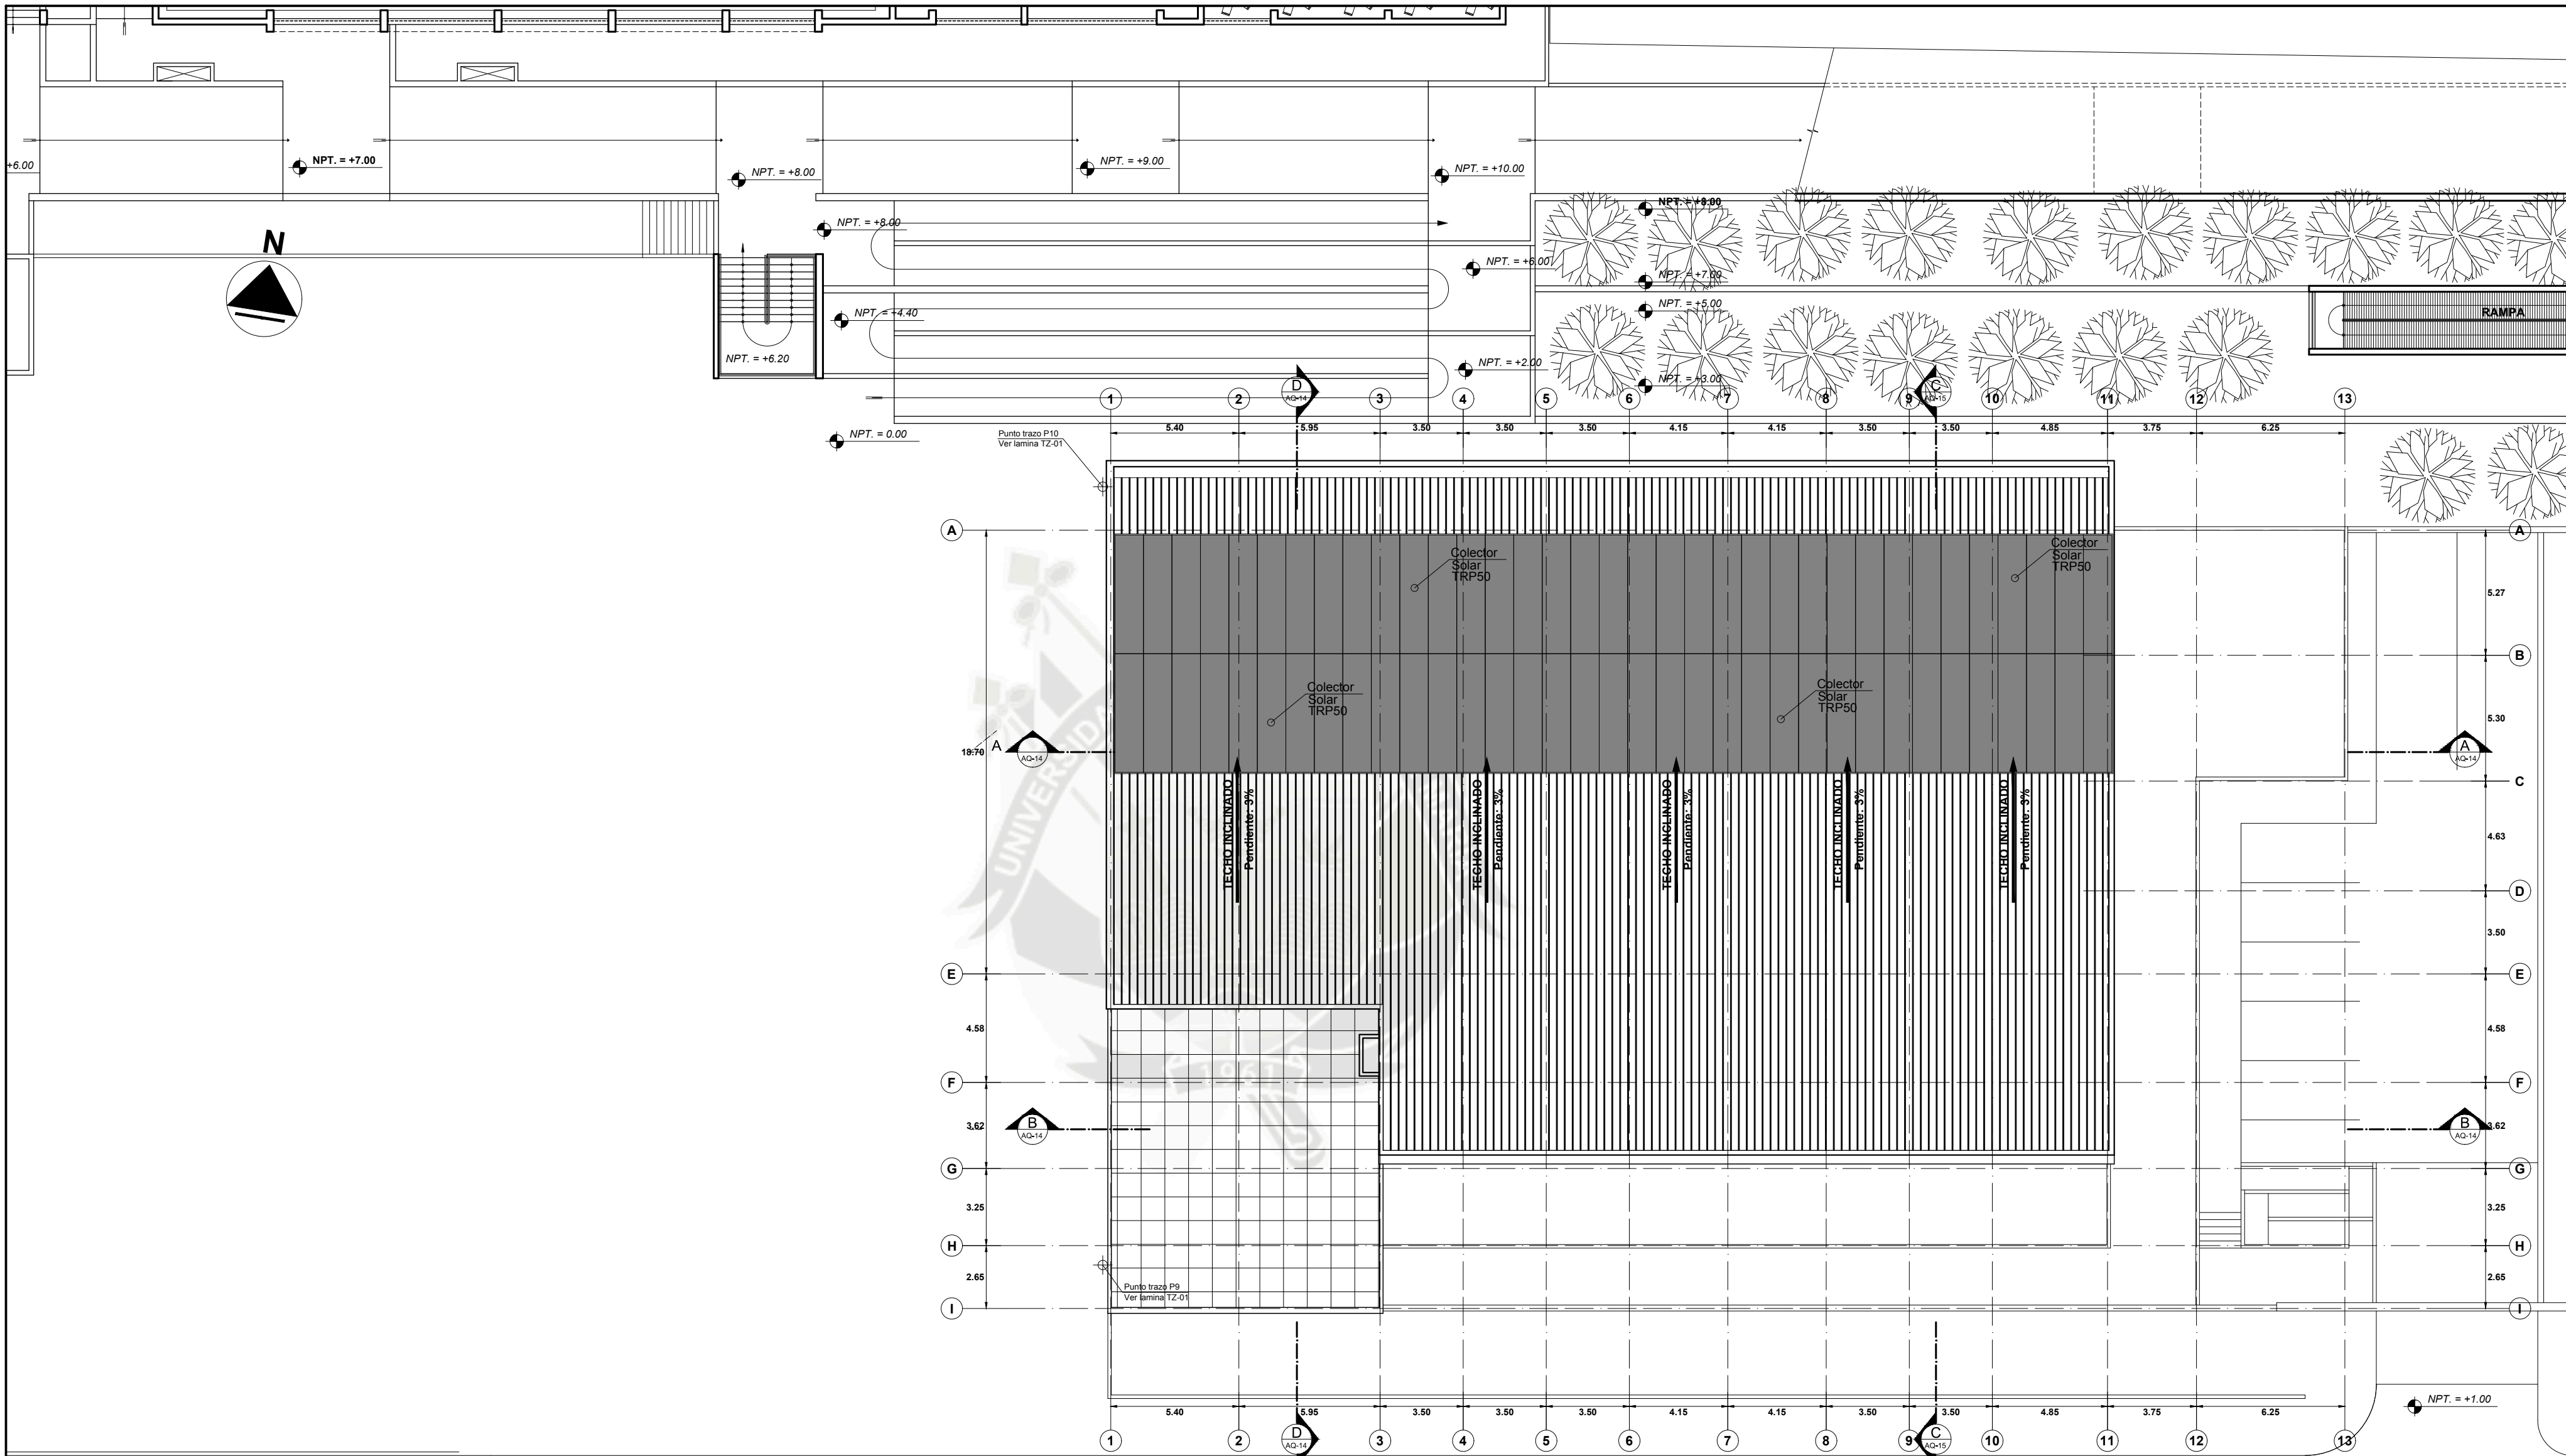 +6.00
NPT. = +7.00
NPT. = +8.00
NPT. = +9.00
NPT. = +10.00
N
NPT. = +8.00
NPT. = +8.00
NPT. = +6.00
NPT. = +7.00
NPT. = +5.00
RAMPA
NPT. = +4.40
NPT. = +6.20
NPT. = +2.00
NPT. = +3.00
1
2
D
AQ-14
3
4
5
6
7
8
9
C
AQ-15
10
11
12
13
5.40
5.95
3.50
3.50
3.50
4.15
4.15
3.50
3.50
4.85
3.75
6.25
NPT. = 0.00
Punto trazo P10
Ver lamina TZ-01
A
A
Colector
Solar
TRP50
Colector
Solar
TRP50
5.27
B
Colector
Solar
TRP50
Colector
Solar
TRP50
5.30
18.70
A
AQ-14
A
AQ-14
C
TECHO INCLINADO
Pendiente: 3%
TECHO INCLINADO
Pendiente: 3%
TECHO INCLINADO
Pendiente: 3%
TECHO INCLINADO
Pendiente: 3%
TECHO INCLINADO
Pendiente: 3%
4.63
D
3.50
E
E
4.58
4.58
1961
F
F
3.62
B
AQ-14
B
AQ-14
3.62
G
G
3.25
3.25
H
H
2.65
2.65
Punto trazo P9
Ver lamina TZ-01
I
I
NPT. = +1.00
5.40
5.95
3.50
3.50
3.50
4.15
4.15
3.50
3.50
4.85
3.75
6.25
1
2
D
AQ-14
3
4
5
6
7
8
9
C
AQ-15
10
11
12
13